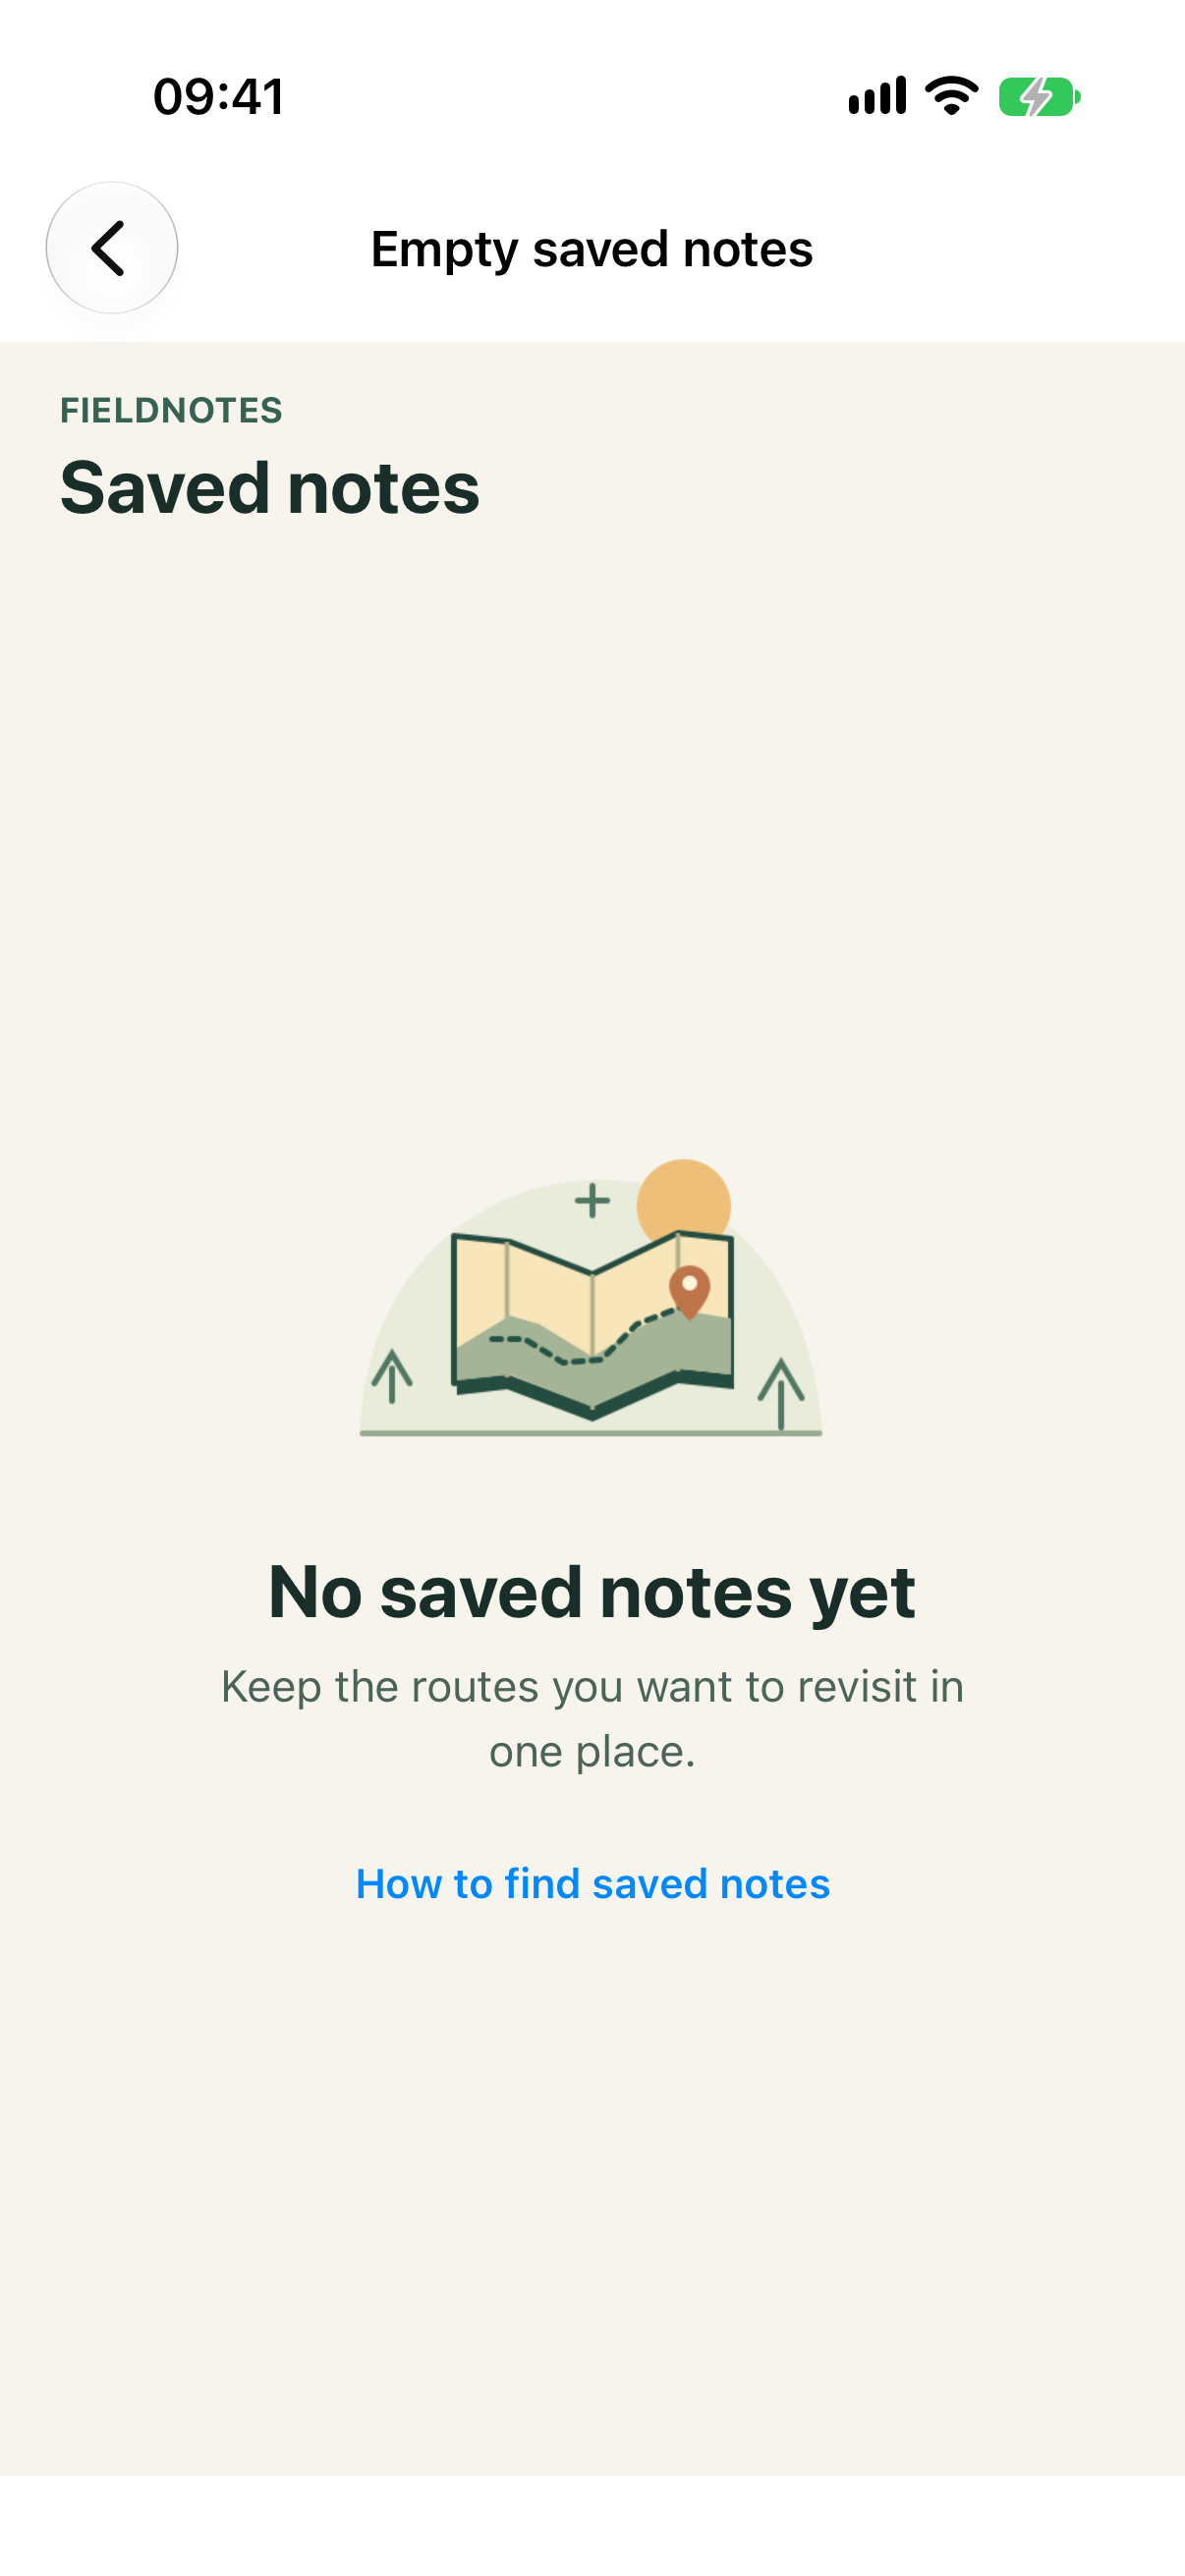 09:41
Empty saved notes
FIELDNOTES
Saved notes
No saved notes yet
Keep the routes you want to revisit in
one place.
How to find saved notes